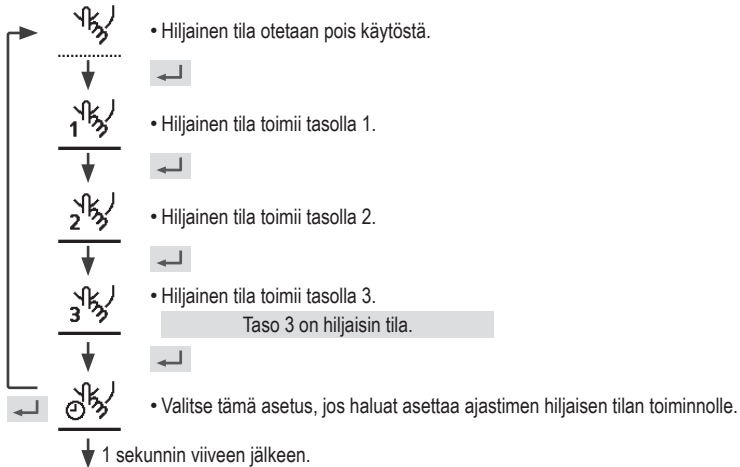 • Hiljainen tila otetaan pois käytöstä.
1
• Hiljainen tila toimii tasolla 1.
2
• Hiljainen tila toimii tasolla 2.
3
• Hiljainen tila toimii tasolla 3.
Taso 3 on hiljaisin tila.
• Valitse tämä asetus, jos haluat asettaa ajastimen hiljaisen tilan toiminnolle.
1 sekunnin viiveen jälkeen.